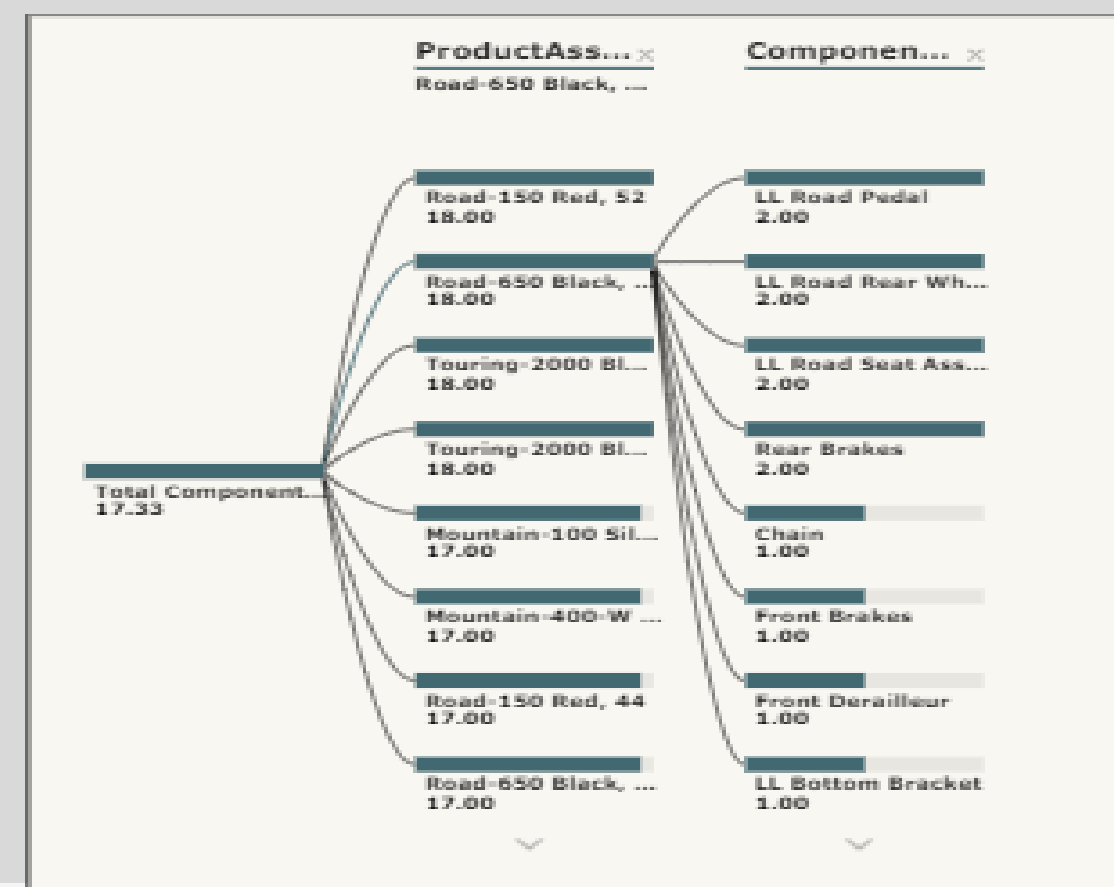 ProductAss...
Road-650 Black, ...
Componen...
Total Component...
17.33
Road-150 Red, 52
18.00
Road-650 Black, ...
18.00
Touring-2000 Bl...
18.00
Touring-2000 Bl...
18.00
Mountain-100 Sil...
17.00
Mountain-400-W ...
17.00
Road-150 Red, 44
17.00
Road-650 Black, ...
17.00
LL Road Pedal
2.00
LL Road Rear Wh...
2.00
LL Road Seat Ass...
2.00
Rear Brakes
2.00
Chain
1.00
Front Brakes
1.00
Front Derailleur
1.00
LL Bottom Bracket
1.00